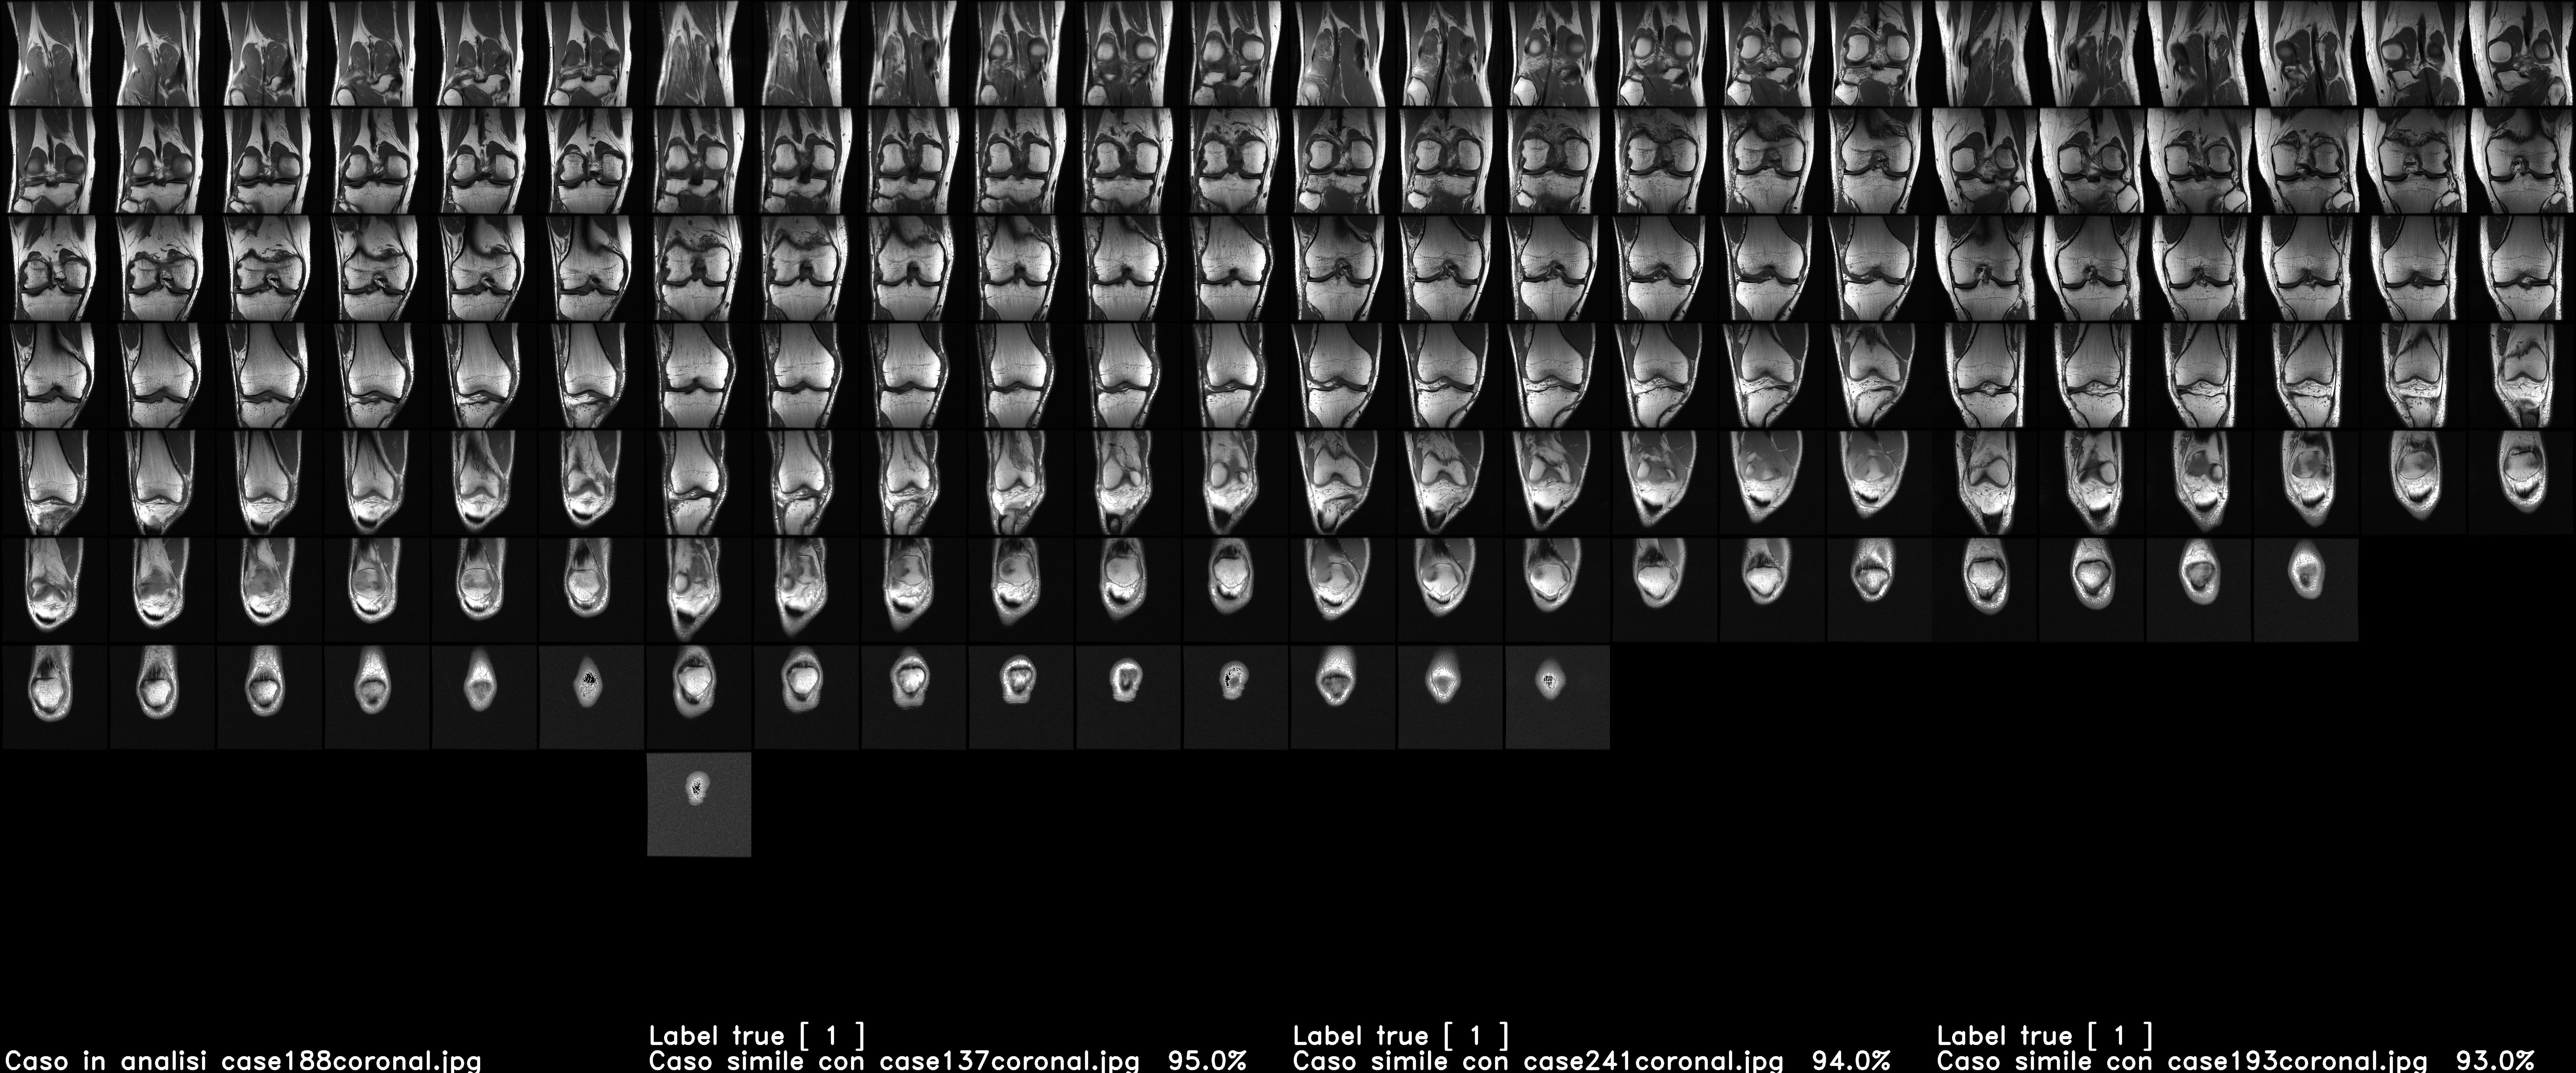 Caso in analisi case188coronal.jpg
Label true [ 1 ]
Caso simile con case137coronal.jpg 95.0%
Label true [ 1 ]
Caso simile con case241coronal.jpg 94.0%
Label true [ 1 ]
Caso simile con case193coronal.jpg 93.0%